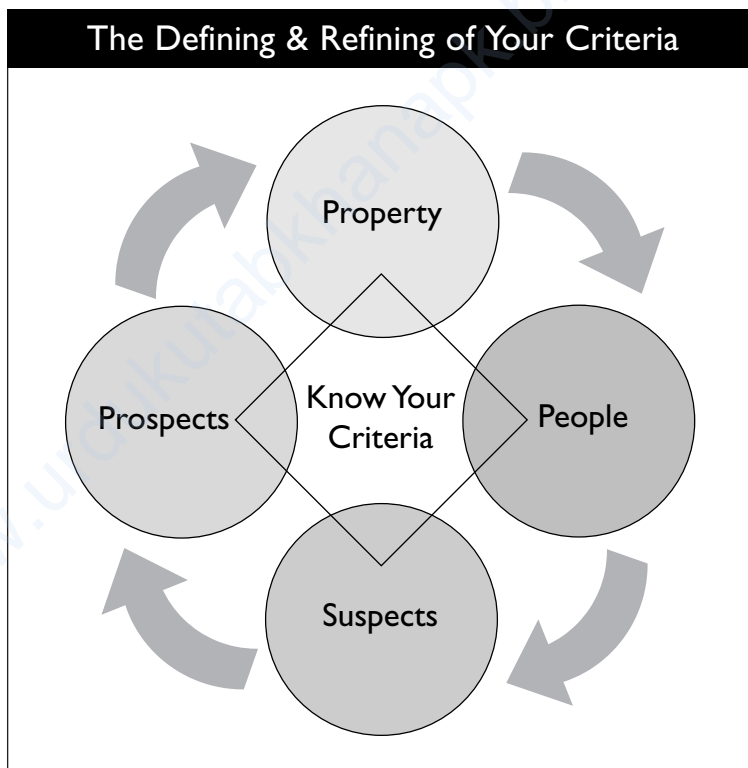 The Defining & Refining of Your Criteria
Property
Prospects
Know Your
Criteria
People
Suspects